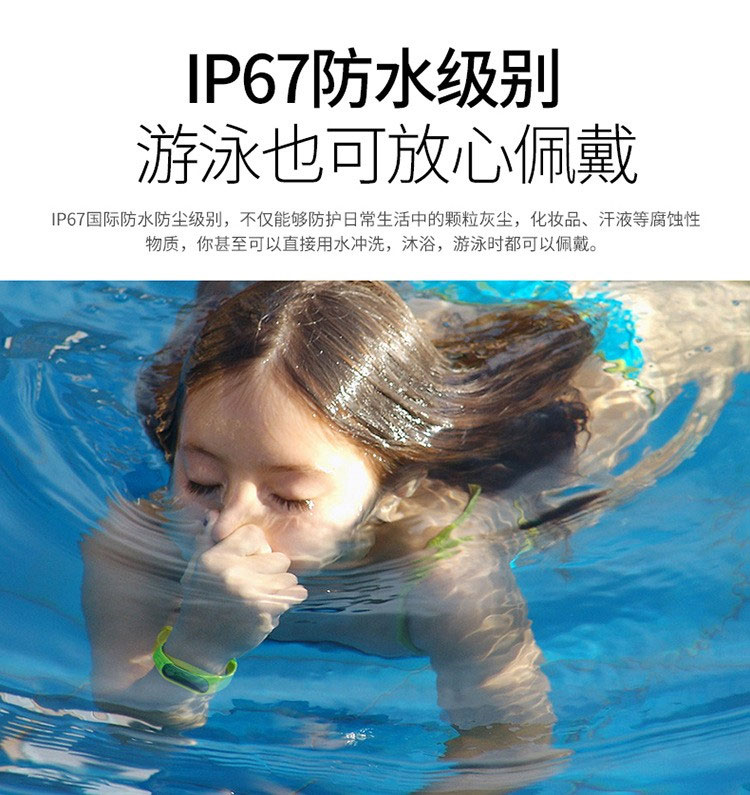 IP67防水级别
游泳也可放心佩戴
IP67国际防水防尘级别，不仅能够防护日常生活中的颗粒灰尘，化妆品、汗液等腐蚀性
物质，你甚至可以直接用水冲洗，沐浴，游泳时都可以佩戴。